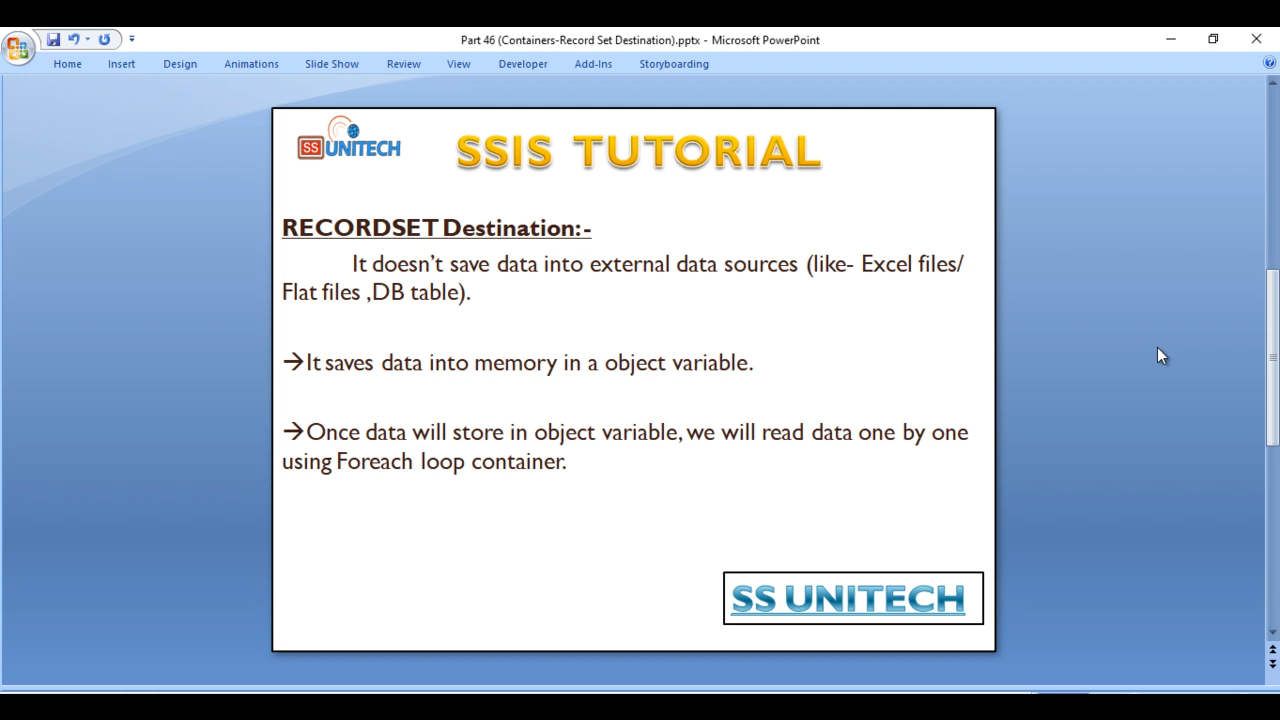 Part 46 (Containers-Record Set Destination).pptx - Microsoft PowerPoint
Home Insert Design Animations Slide Show Review View Developer Add-Ins Storyboarding
SS UNITECH
SSIS TUTORIAL
RECORDSET Destination:-
It doesn't save data into external data sources (like- Excel files/
Flat files ,DB table).
→It saves data into memory in a object variable.
→Once data will store in object variable, we will read data one by one
using Foreach loop container.
SS UNITECH